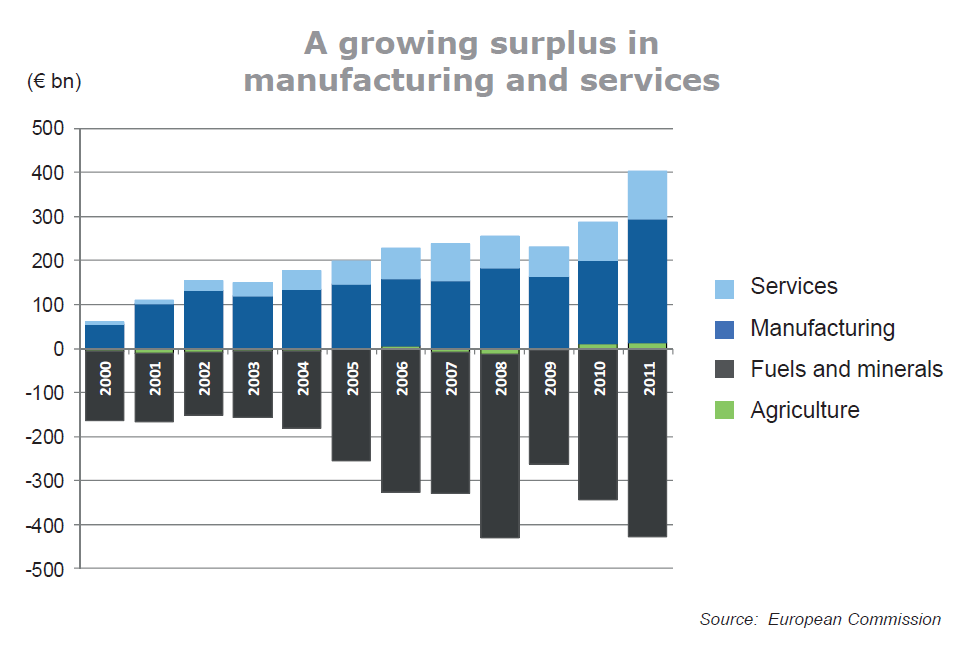 A growing surplus in
manufacturing and services
(€ bn)
500
400
300
200
100
0
-100
-200
-300
-400
-500
2000
2001
2002
2003
2004
2005
2006
2007
2008
2009
2010
2011
Services
Manufacturing
Fuels and minerals
Agriculture
Source: European Commission